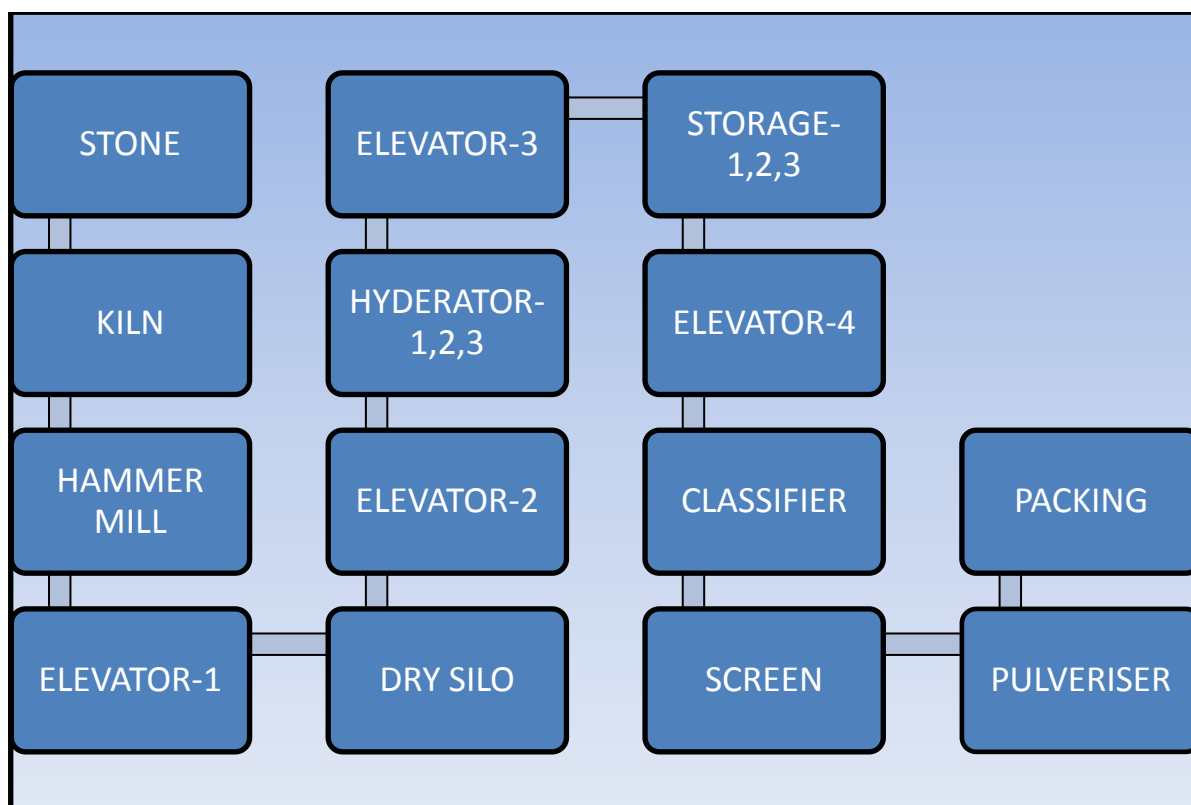 STONE
KILN
HAMMER
MILL
ELEVATOR-1
DRY SILO
ELEVATOR-2
HYDERATOR-
1,2,3
ELEVATOR-3
STORAGE-
1,2,3
ELEVATOR-4
CLASSIFIER
SCREEN
PULVERISER
PACKING